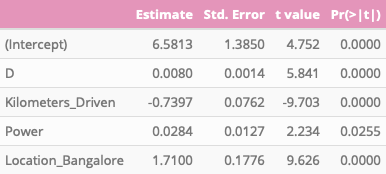 Estimate Std. Error t value Pr(>|t|)
(Intercept) 6.5813 1.3850 4.752 0.0000
D 0.0080 0.0014 5.841 0.0000
Kilometers_Driven -0.7397 0.0762 -9.703 0.0000
Power 0.0284 0.0127 2.234 0.0255
Location_Bangalore 1.7100 0.1776 9.626 0.0000